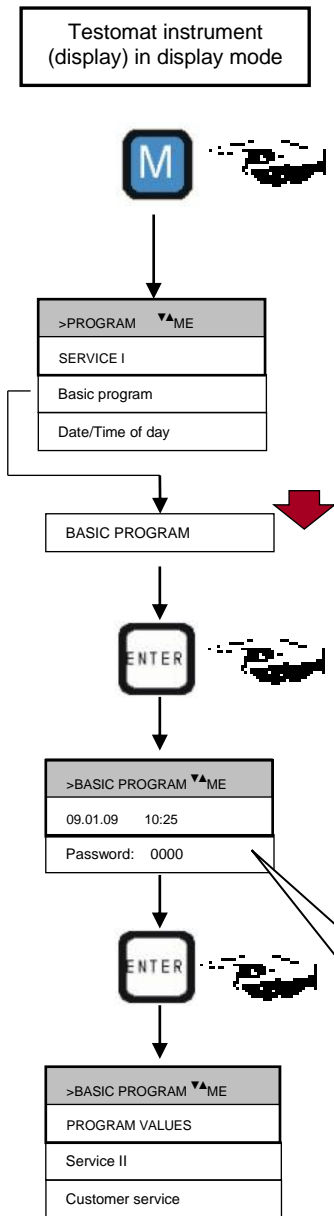 Testomat instrument
(display) in display mode
M
>PROGRAM ▼▲ME
SERVICE I
Basic program
Date/Time of day
BASIC PROGRAM
ENTER
>BASIC PROGRAM ▼▲ME
09.01.09 10:25
Password: 0000
ENTER
>BASIC PROGRAM ▼▲ME
PROGRAM VALUES
Service II
Customer service